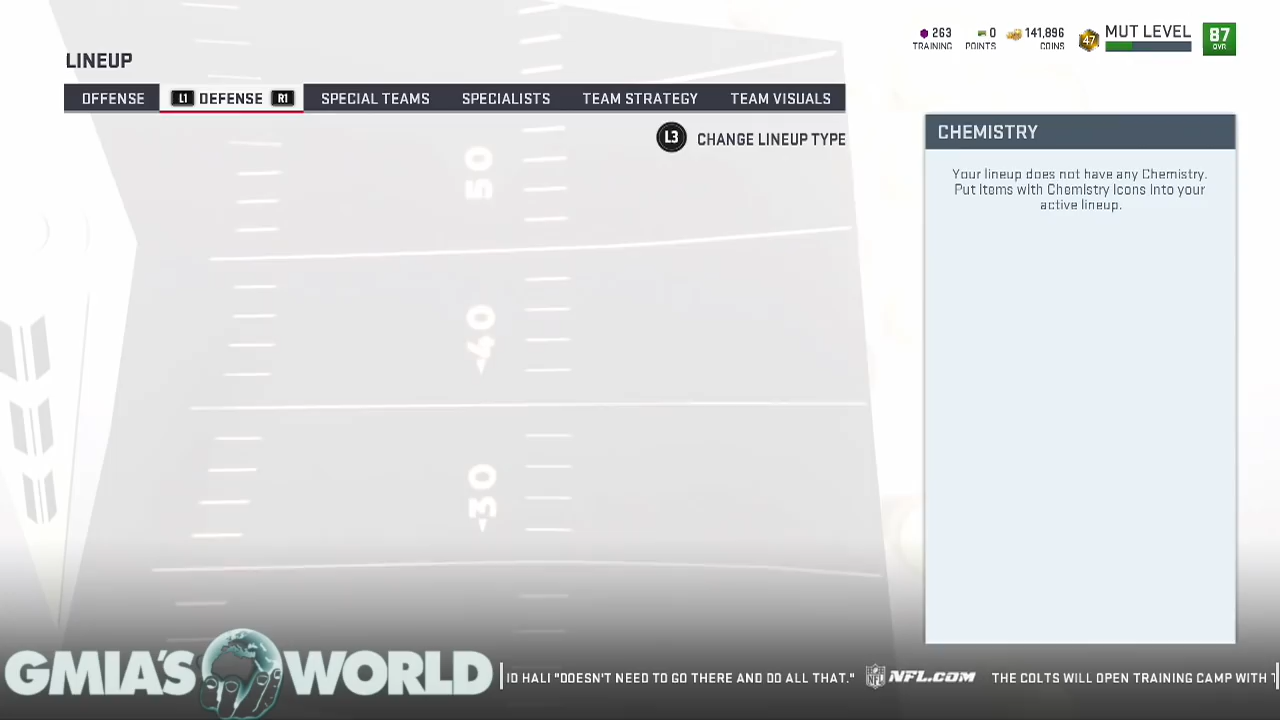 263
TRAINING
0
POINTS
141,896
COINS
47
MUT LEVEL
87
OVR
LINEUP
OFFENSE
L1 DEFENSE R1
SPECIAL TEAMS
SPECIALISTS
TEAM STRATEGY
TEAM VISUALS
L3 CHANGE LINEUP TYPE
CHEMISTRY
Your lineup does not have any Chemistry.
Put Items with Chemistry Icons into your
active lineup.
50
40
30
GMIA'S WORLD
ID HALI "DOESN'T NEED TO GO THERE AND DO ALL THAT." NFL NFL.COM THE COLTS WILL OPEN TRAINING CAMP WITH